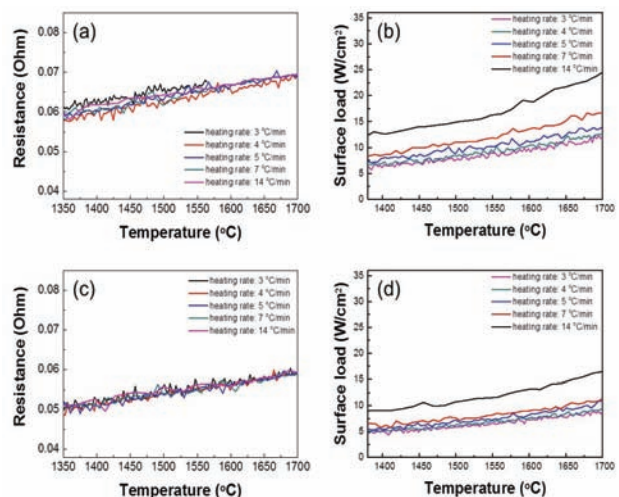 (a)
0.08
0.07
0.06
0.05
0.04
Resistance (Ohm)
heating rate: 3 °C/min
heating rate: 4 °C/min
heating rate: 5 °C/min
heating rate: 7 °C/min
heating rate: 14 °C/min
1350 1400 1450 1500 1550 1600 1650 1700
Temperature (°C)
(b)
35
30
25
20
15
10
5
0
Surface load (W/cm²)
heating rate: 3 °C/min
heating rate: 4 °C/min
heating rate: 5 °C/min
heating rate: 7 °C/min
heating rate: 14 °C/min
1400 1450 1500 1550 1600 1650 1700
Temperature (°C)
(c)
0.08
0.07
0.06
0.05
0.04
Resistance (Ohm)
heating rate: 3 °C/min
heating rate: 4 °C/min
heating rate: 5 °C/min
heating rate: 7 °C/min
heating rate: 14 °C/min
1350 1400 1450 1500 1550 1600 1650 1700
Temperature (°C)
(d)
35
30
25
20
15
10
5
0
Surface load (W/cm²)
heating rate: 3 °C/min
heating rate: 4 °C/min
heating rate: 5 °C/min
heating rate: 7 °C/min
heating rate: 14 °C/min
1400 1450 1500 1550 1600 1650 1700
Temperature (°C)